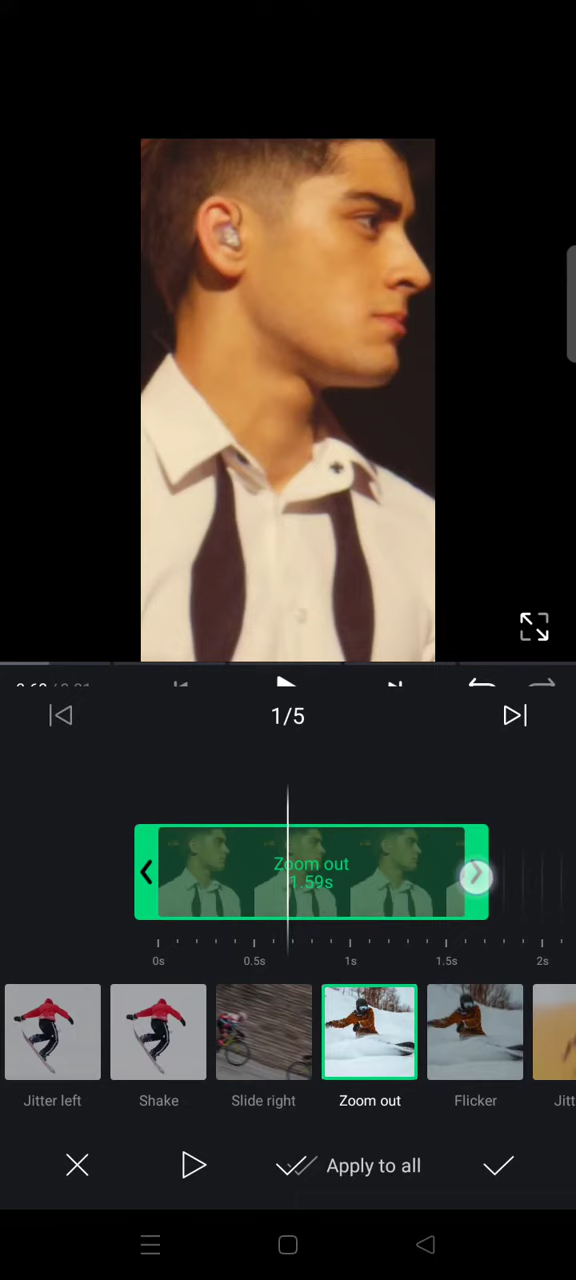 1/5
Zoom out
1.59s
0s 0.5s 1s 1.5s 2s
Jitter left Shake Slide right Zoom out Flicker Jitt
Apply to all